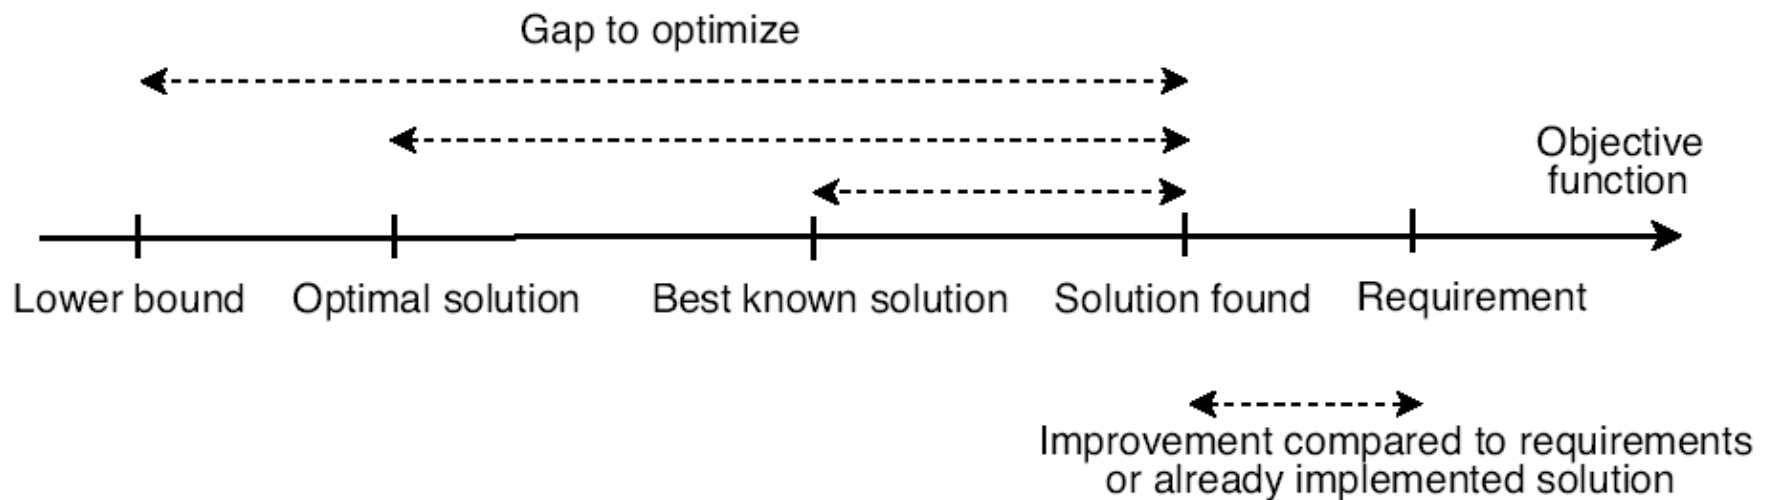 Gap to optimize
Objective
function
Lower bound
Optimal solution
Best known solution
Solution found
Requirement
Improvement compared to requirements
or already implemented solution